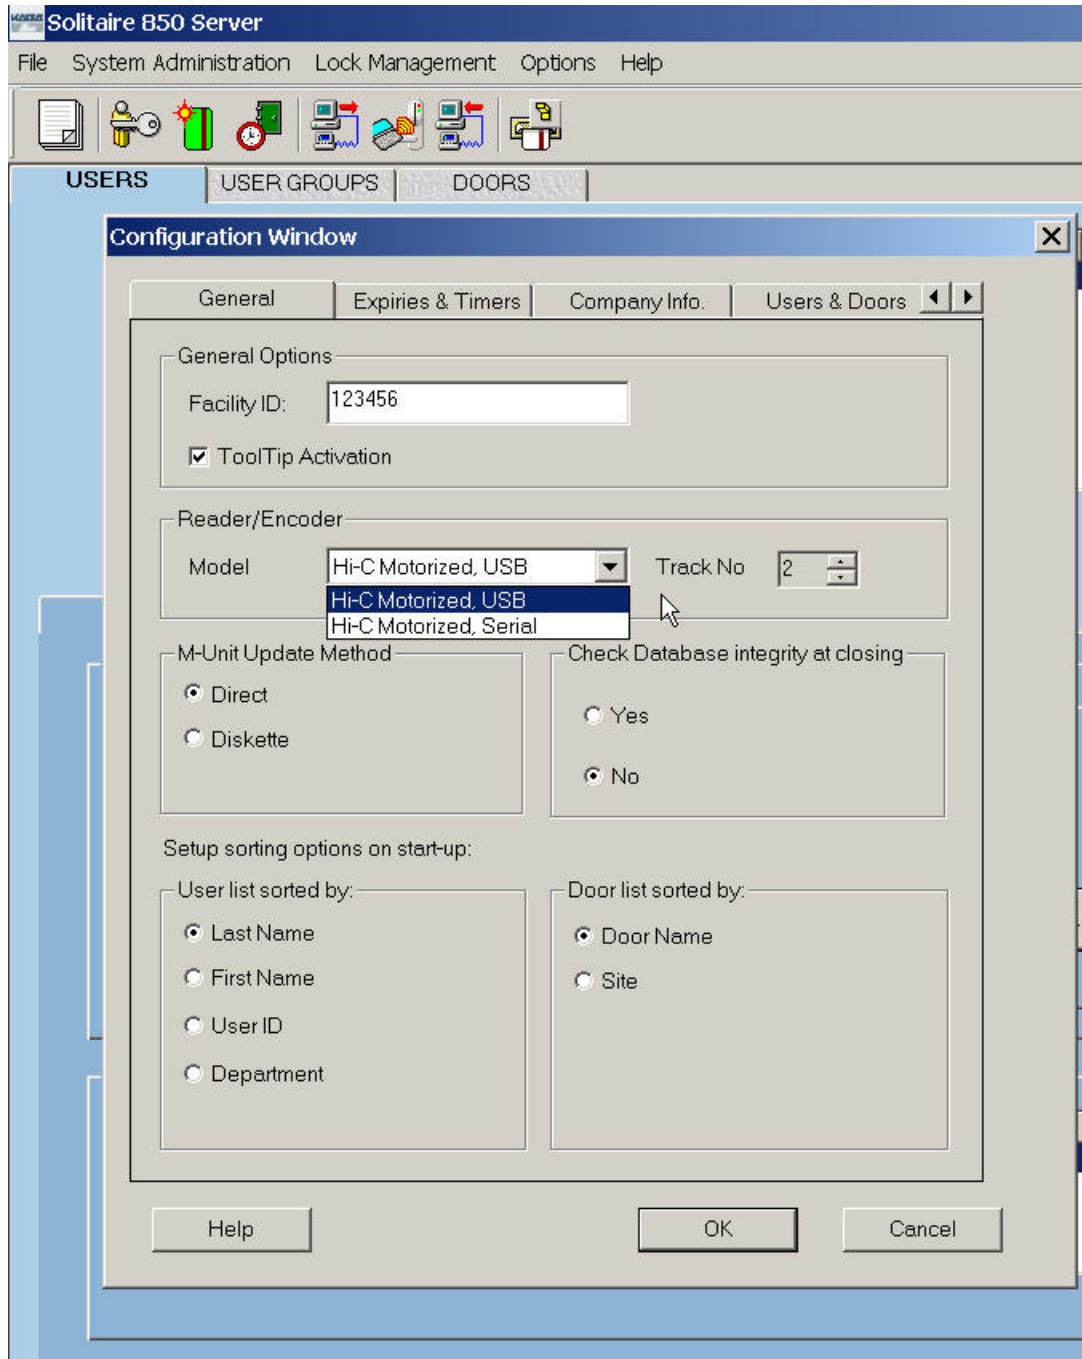 Solitaire 850 Server
File System Administration Lock Management Options Help
USERS USER GROUPS DOORS
Configuration Window
General Expiries & Timers Company Info. Users & Doors
General Options
Facility ID: 123456
ToolTip Activation
Reader/Encoder
Model Hi-C Motorized, USB Track No 2
Hi-C Motorized, USB
Hi-C Motorized, Serial
M-Unit Update Method Check Database integrity at closing
Direct
Yes
Diskette
No
Setup sorting options on start-up:
User list sorted by: Door list sorted by:
Last Name
Door Name
First Name
Site
User ID
Department
Help OK Cancel